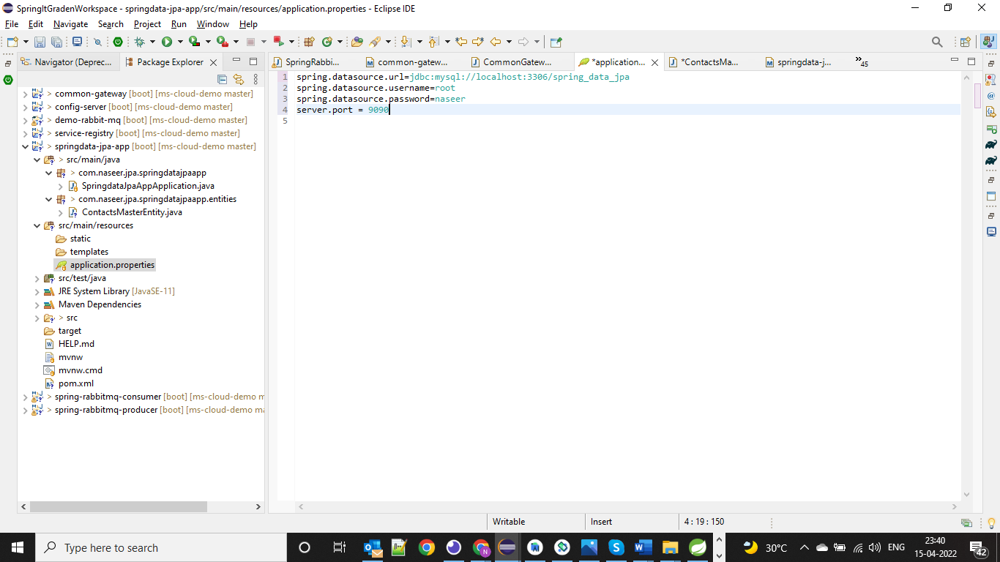 SpringItGradenWorkspace - springdata-jpa-app/src/main/resources/application.properties - Eclipse IDE
File Edit Navigate Search Project Run Window Help
Navigator (Deprec... Package Explorer
SpringRabbi... common-gatew... CommonGatew... *application... *ContactsMa... springdata-j... »45
> common-gateway [boot] [ms-cloud-demo master]
> config-server [boot] [ms-cloud-demo master]
> demo-rabbit-mq [boot] [ms-cloud-demo master]
> service-registry [boot] [ms-cloud-demo master]
> springdata-jpa-app [boot] [ms-cloud-demo master]
> src/main/java
> com.naseer.jpa.springdatajpaapp
SpringdataJpaAppApplication.java
> com.naseer.jpa.springdatajpaapp.entities
ContactsMasterEntity.java
src/main/resources
static
templates
application.properties
src/test/java
JRE System Library [JavaSE-11]
Maven Dependencies
> src
target
HELP.md
mvnw
mvnw.cmd
pom.xml
> spring-rabbitmq-consumer [boot] [ms-cloud-demo m
> spring-rabbitmq-producer [boot] [ms-cloud-demo ma
1 spring.datasource.url=jdbc:mysql://localhost:3306/spring_data_jpa
2 spring.datasource.username=root
3 spring.datasource.password=naseer
4 server.port = 9090
5
Writable Insert 4 : 19 : 150
Type here to search
30°C ENG 23:40
15-04-2022
42